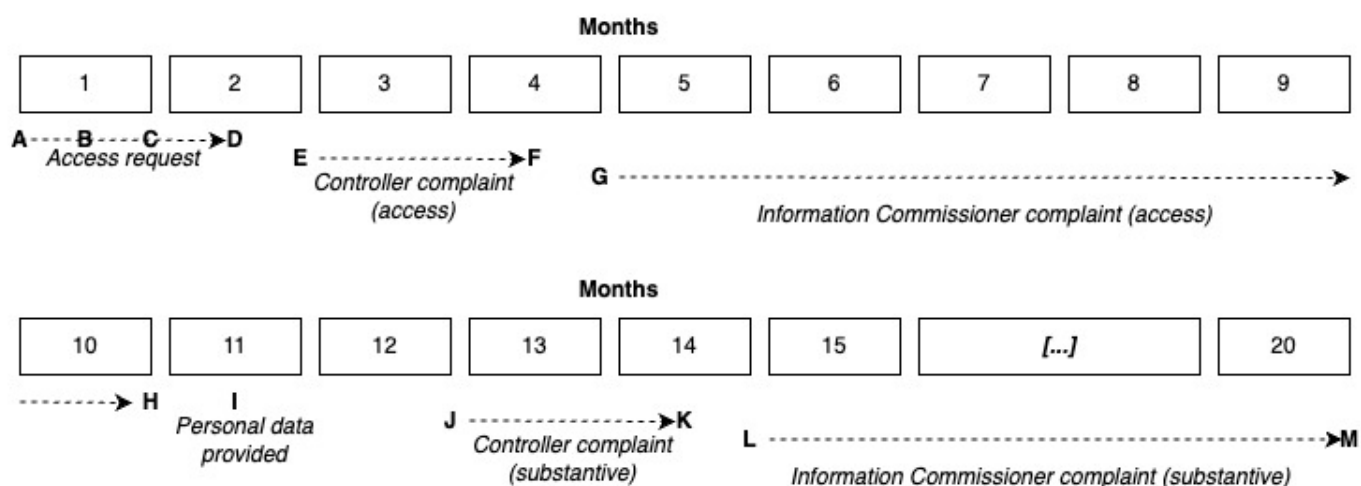 Months
1 2 3 4 5 6 7 8 9
A B C D
Access request
E F
Controller complaint
(access)
G
Information Commissioner complaint (access)
Months
10 11 12 13 14 15 [...] 20
H I
Personal data
provided
J K
Controller complaint
(substantive)
L M
Information Commissioner complaint (substantive)